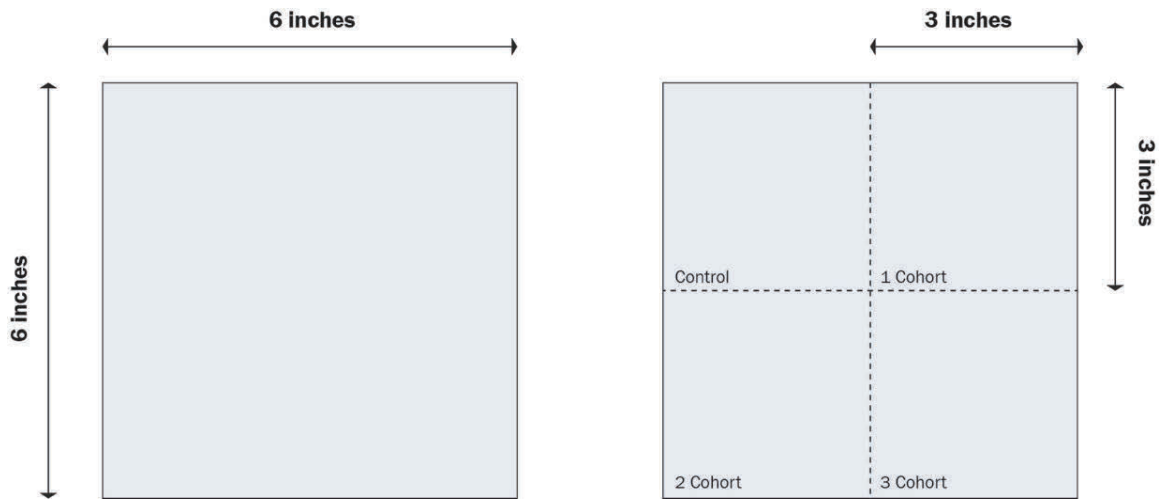 6 inches
3 inches
6 inches
3 inches
Control
1 Cohort
2 Cohort
3 Cohort